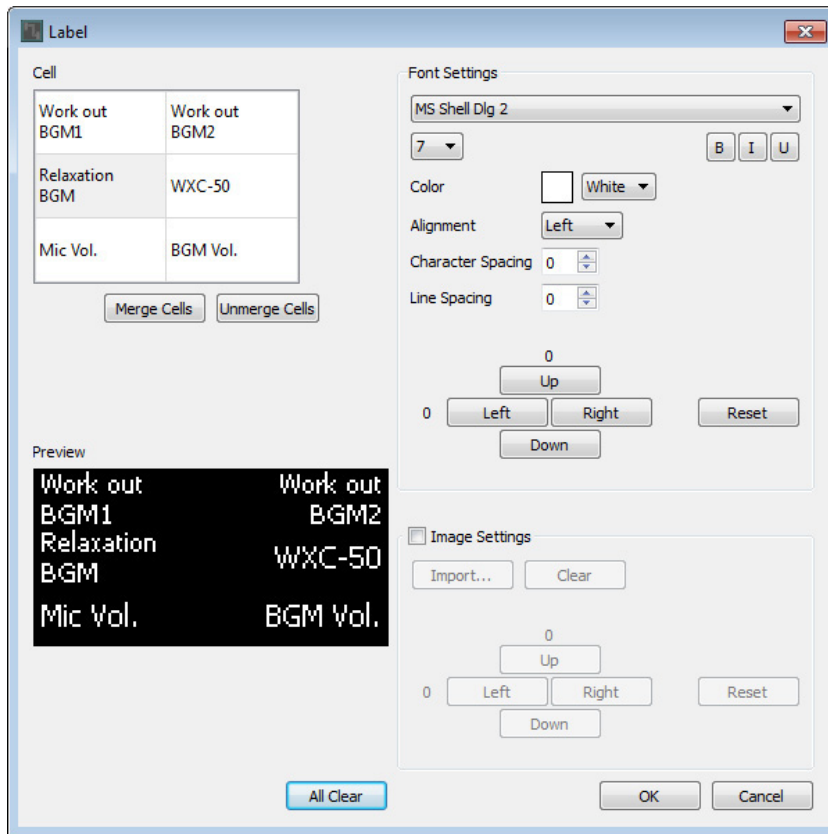 Label
Cell
Work out
BGM1
Work out
BGM2
Relaxation
BGM
WXC-50
Mic Vol.
BGM Vol.
Merge Cells
Unmerge Cells
Preview
Work out
BGM1
Work out
BGM2
Relaxation
BGM
WXC-50
Mic Vol.
BGM Vol.
All Clear
Font Settings
MS Shell Dlg 2
7
B I U
Color White
Alignment Left
Character Spacing 0
Line Spacing 0
0
Up
0 Left Right Reset
Down
Image Settings
Import... Clear
0
Up
0 Left Right Reset
Down
OK Cancel